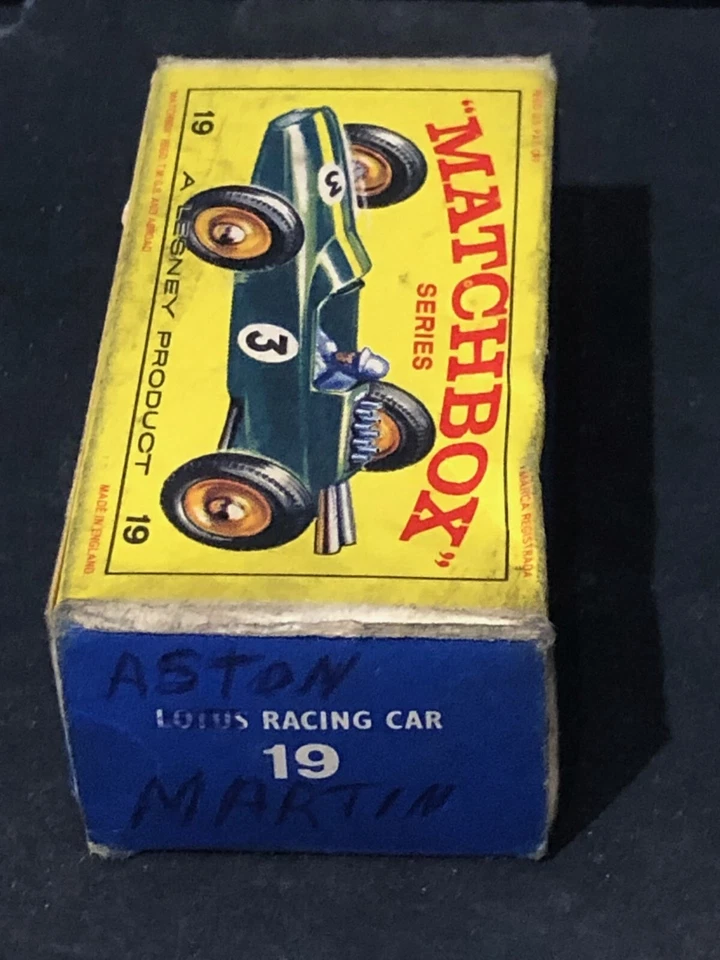 "MATCHBOX"
SERIES
3
3
19 A LESNEY PRODUCT 19
MARCA REGISTRADA
MADE IN ENGLAND
ASTON
LOTUS RACING CAR
19
MARTIN